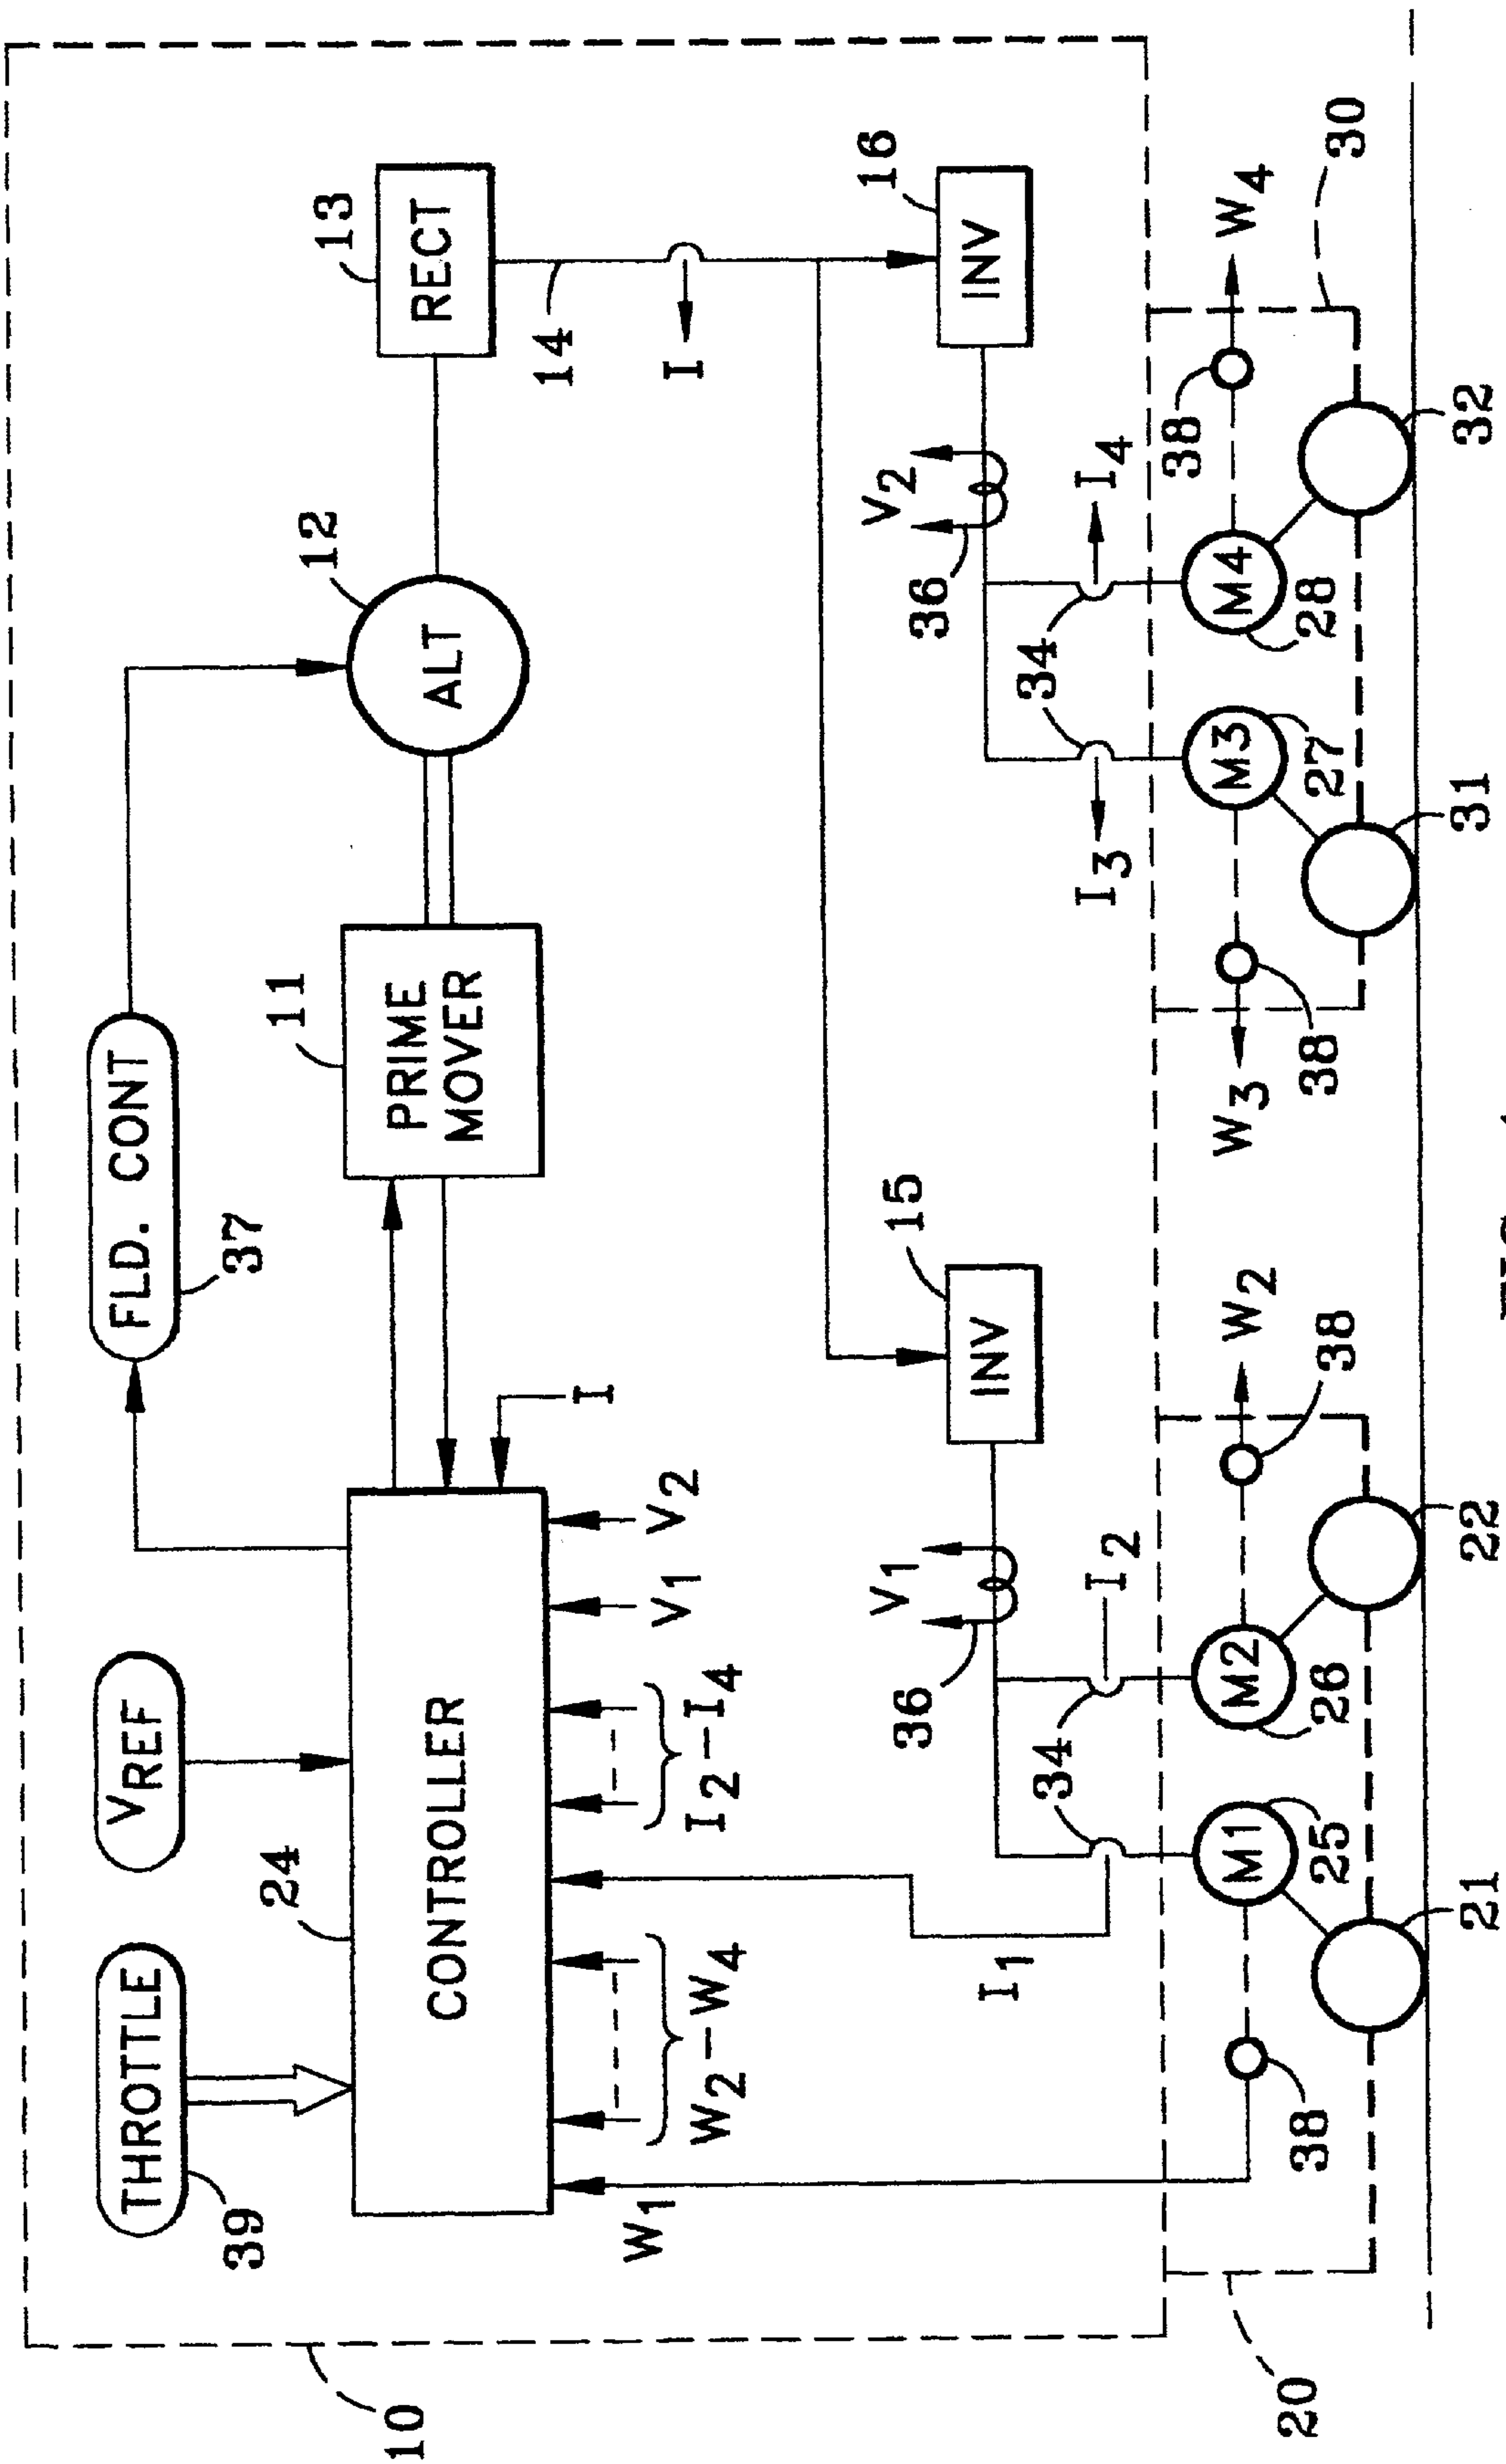 THROTTLE
39
VREF
FLD. CONT
37
24
CONTROLLER
11
PRIME
MOVER
12
ALT
13
RECT
14
I
I
W1
W2–W4
I2–I4
V1
V2
I1
15
INV
16
INV
V1
36
V2
36
34
I2
34
I3
I4
10
20
30
38
M1
25
M2
26
38
W2
W3
38
M3
27
M4
28
38
W4
21
22
31
32